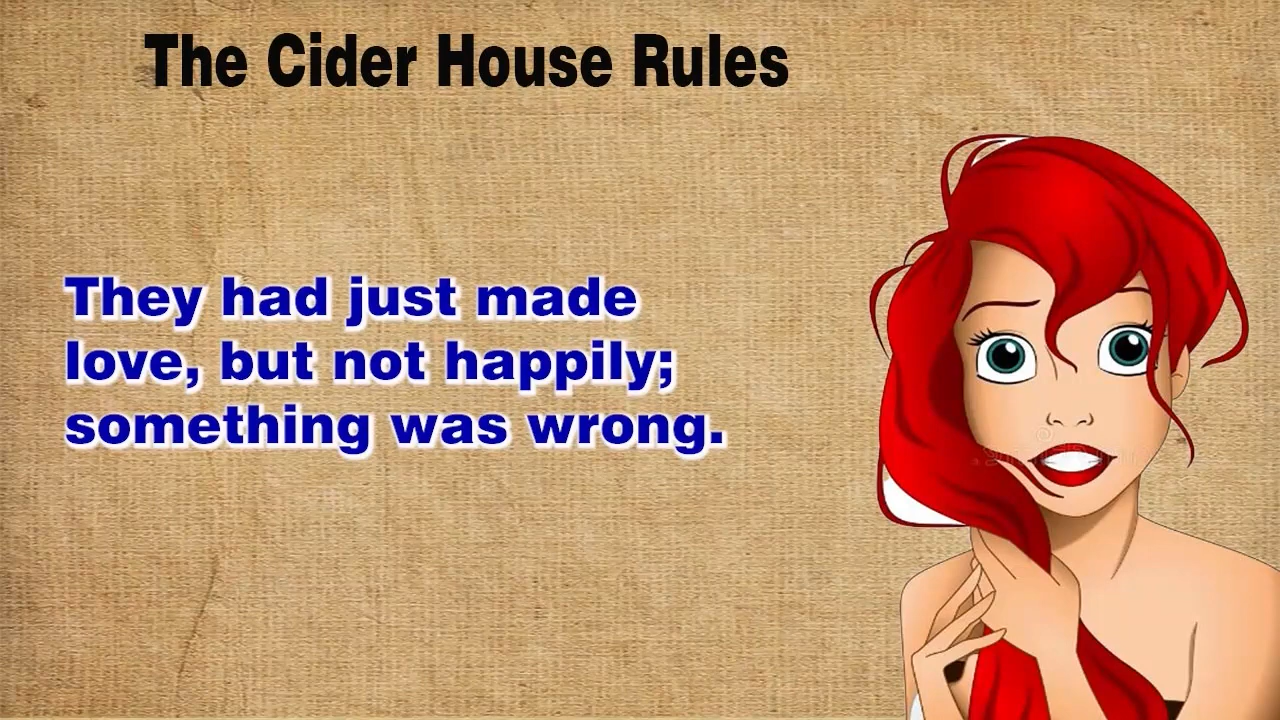 The Cider House Rules
They had just made
love, but not happily;
something was wrong.